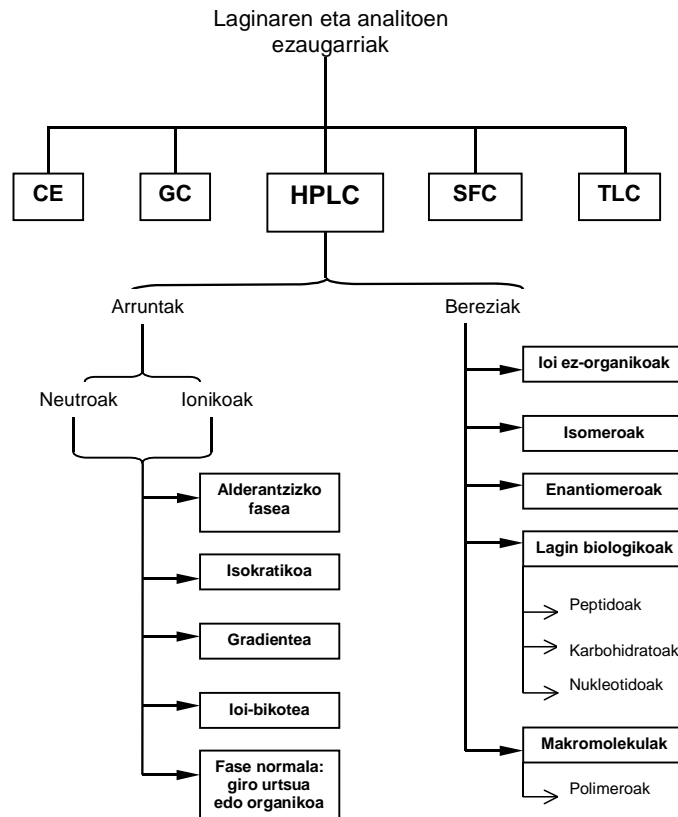 Laginaren eta analitoen
ezaugarriak
CE
GC
HPLC
SFC
TLC
Arruntak
Bereziak
Neutroak
Ionikoak
Alderantzizko
fasea
Isokratikoa
Gradientea
Ioi-bikotea
Fase normala:
giro urtsua
edo organikoa
Ioi ez-organikoak
Isomeroak
Enantiomeroak
Lagin biologikoak
Peptidoak
Karbohidratoak
Nukleotidoak
Makromolekulak
Polimeroak